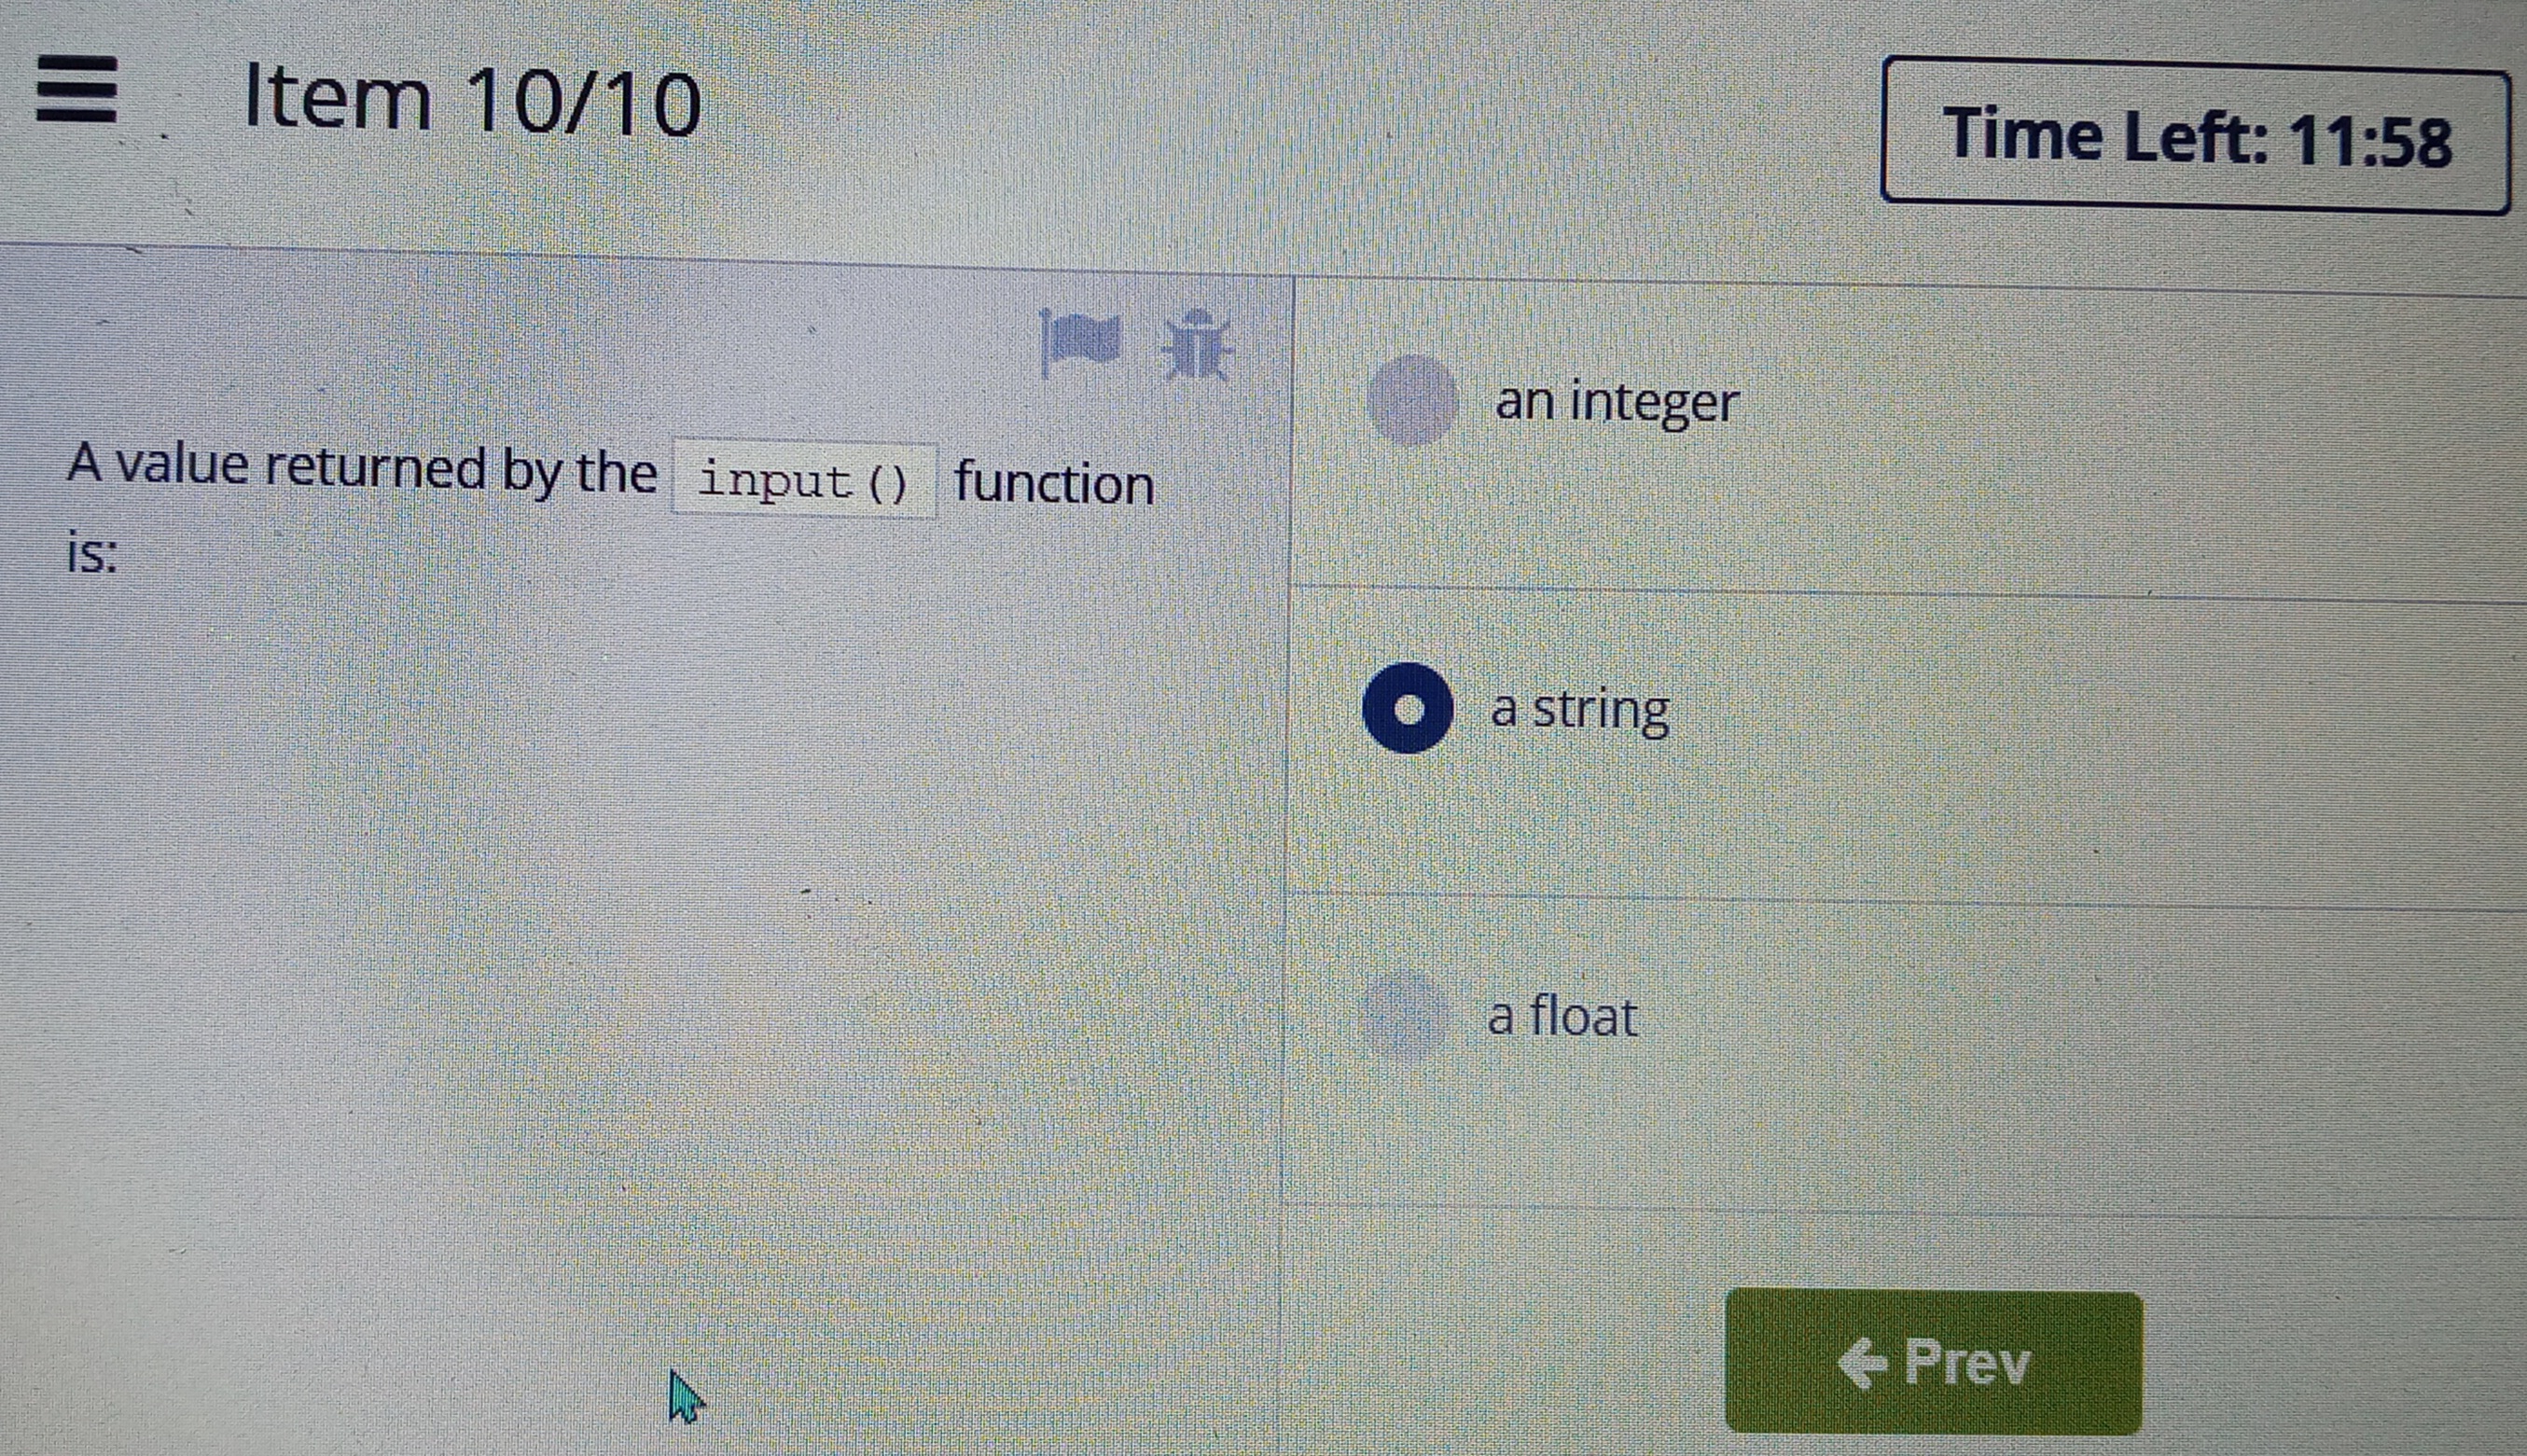 Item 10/10
Time Left: 11:58
A value returned by the input() function
is:
an integer
a string
a float
← Prev